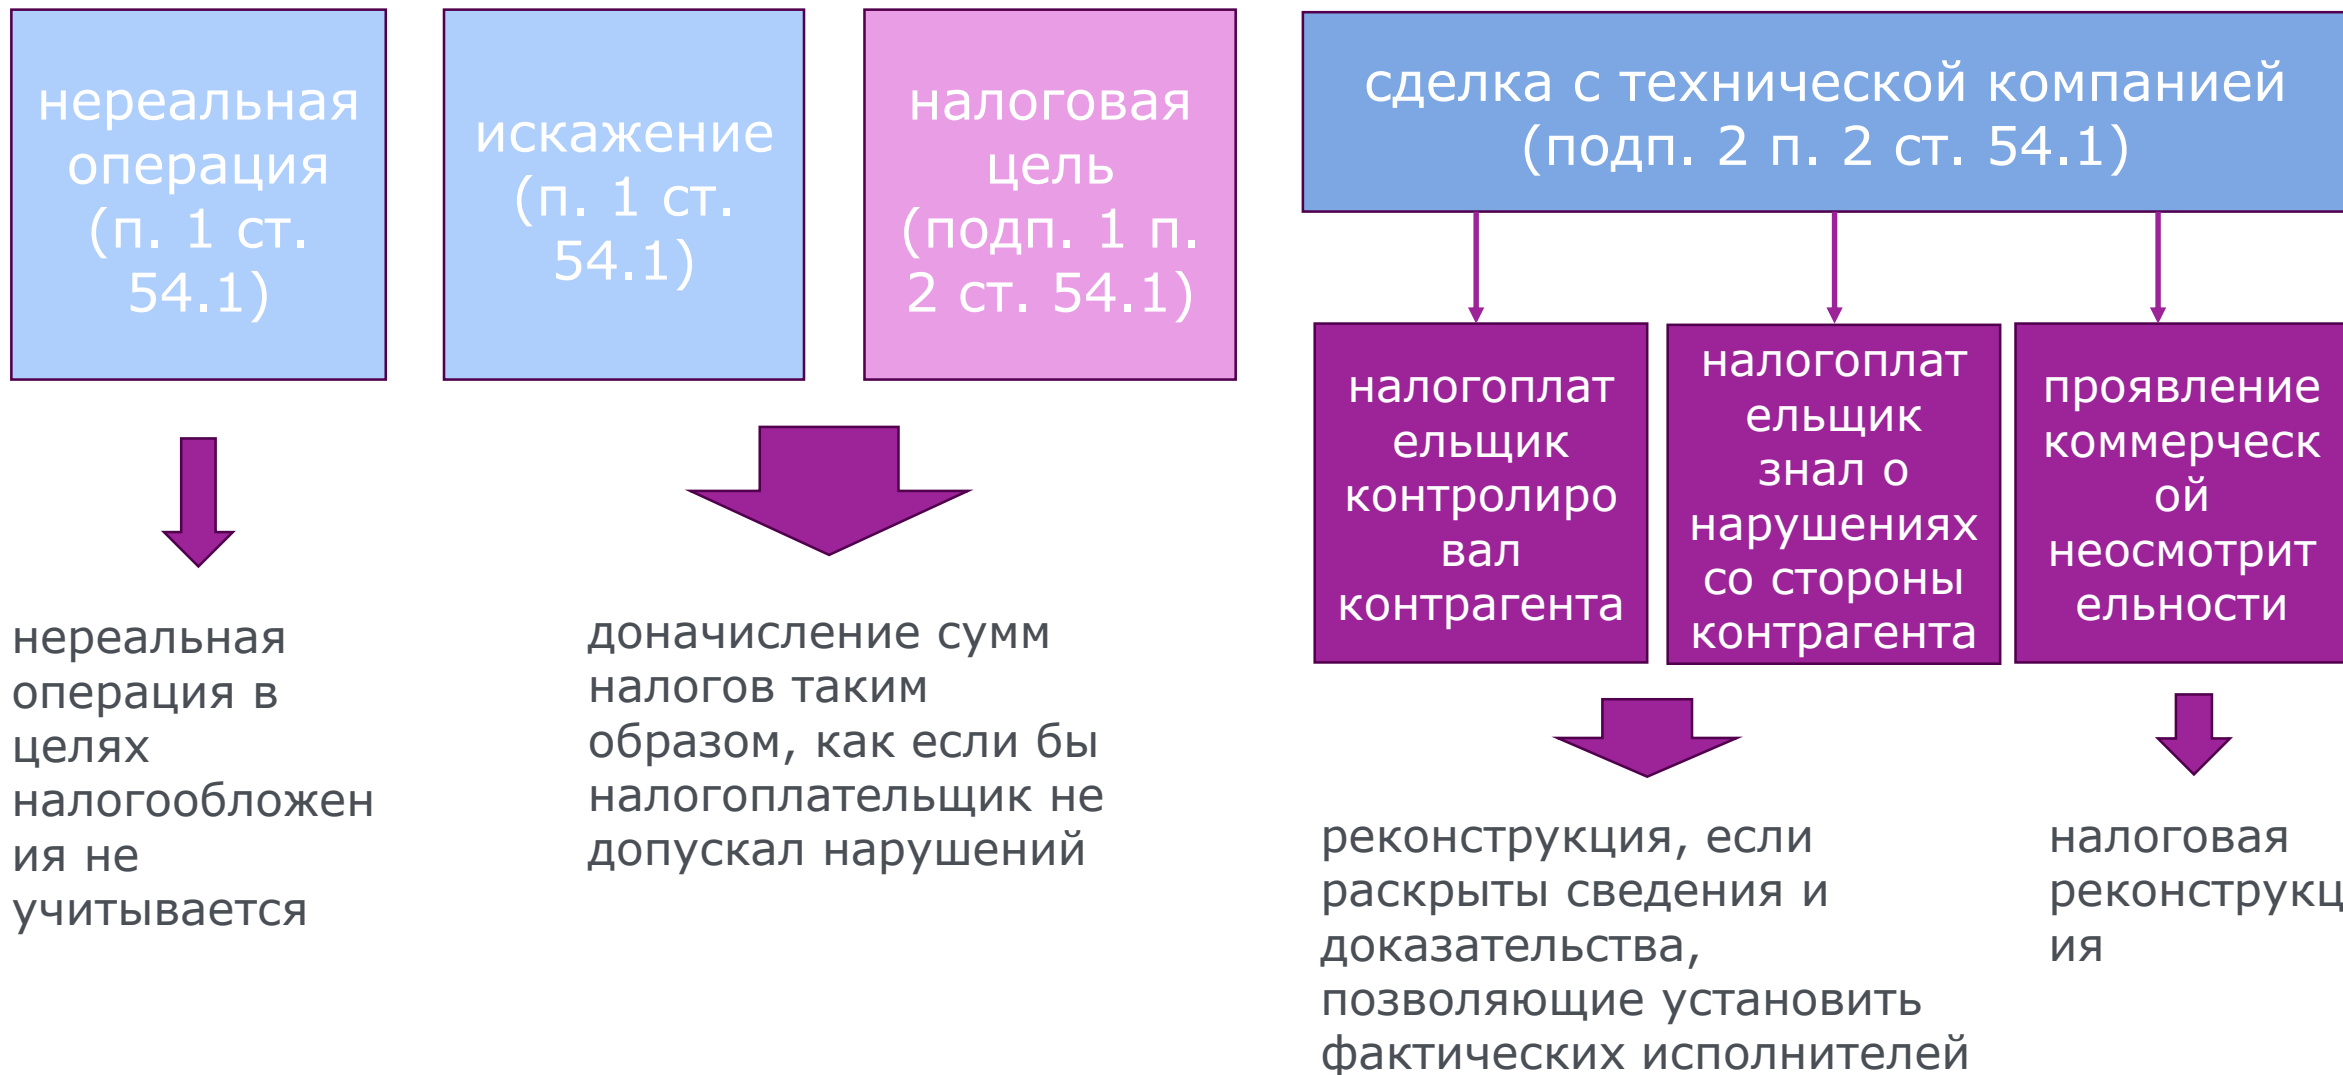 нереальная
операция
(п. 1 ст.
54.1)
искажение
(п. 1 ст.
54.1)
налоговая
цель
(подп. 1 п.
2 ст. 54.1)
сделка с технической компанией
(подп. 2 п. 2 ст. 54.1)
налогоплат
ельщик
контролиро
вал
контрагента
налогоплат
ельщик
знал о
нарушениях
со стороны
контрагента
проявление
коммерческ
ой
неосмотрит
ельности
нереальная
операция в
целях
налогообложен
ия не
учитывается
доначисление сумм
налогов таким
образом, как если бы
налогоплательщик не
допускал нарушений
реконструкция, если
раскрыты сведения и
доказательства,
позволяющие установить
фактических исполнителей
налоговая
реконструкц
ия